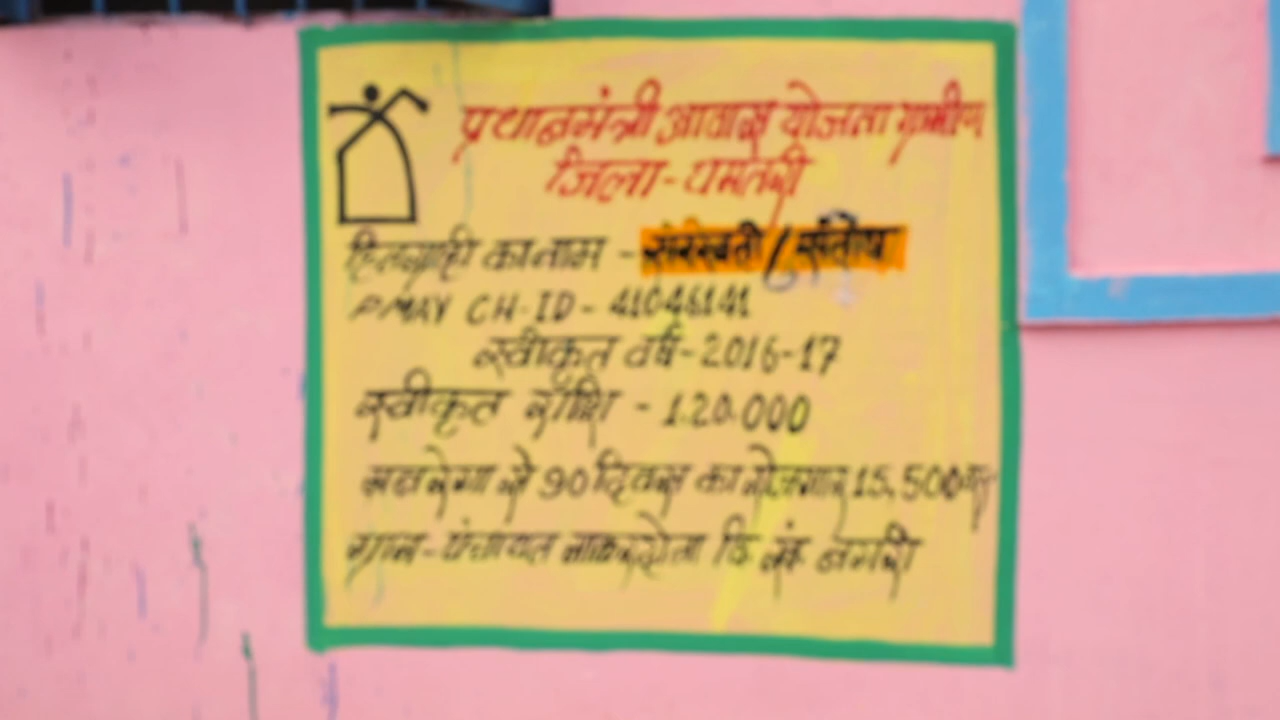 प्रधानमंत्री आवास योजना ग्रामीण
जिला - धमतरी
हितग्राही का नाम - सरस्वती / संतोष
PMAY CH-ID - 41046141
स्वीकृत वर्ष - 2016-17
स्वीकृत राशि - 1.20.000
मनरेगा से 90 दिवस का रोजगार 15,500
ग्राम - पंचायत वि खं नगरी